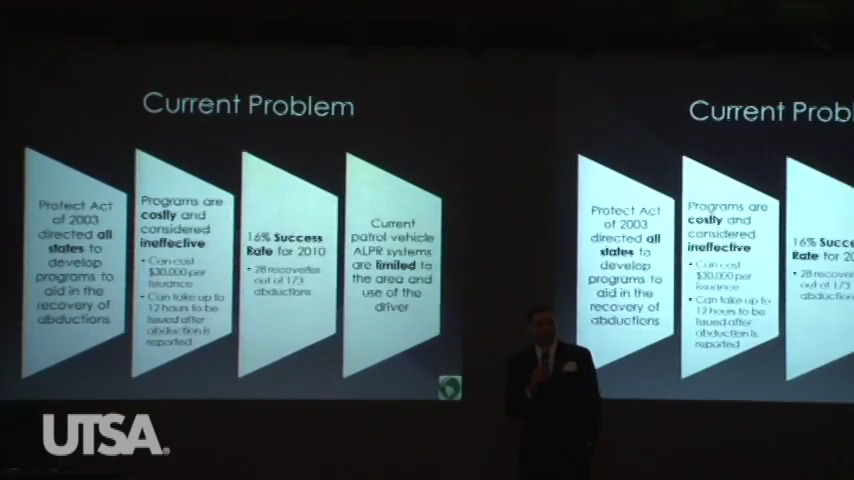 Current Problem
Protect Act
of 2003
directed all
states to
develop
programs to
aid in the
recovery of
abductions
Programs are
costly and
considered
ineffective
• Can cost
$30,000 per
issuance
• Can take up to
12 hours to be
issued after
abduction is
reported
16% Success
Rate for 2010
• 28 recoveries
out of 173
abductions
Current
patrol vehicle
ALPR systems
are limited to
the area and
use of the
driver
Current Probl
Protect Act
of 2003
directed all
states to
develop
programs to
aid in the
recovery of
abductions
Programs are
costly and
considered
ineffective
• Can cost
$30,000 per
issuance
• Can take up to
12 hours to be
issued after
abduction is
reported
16% Succe
Rate for 20
• 28 recover
out of 17
abduction
UTSA®